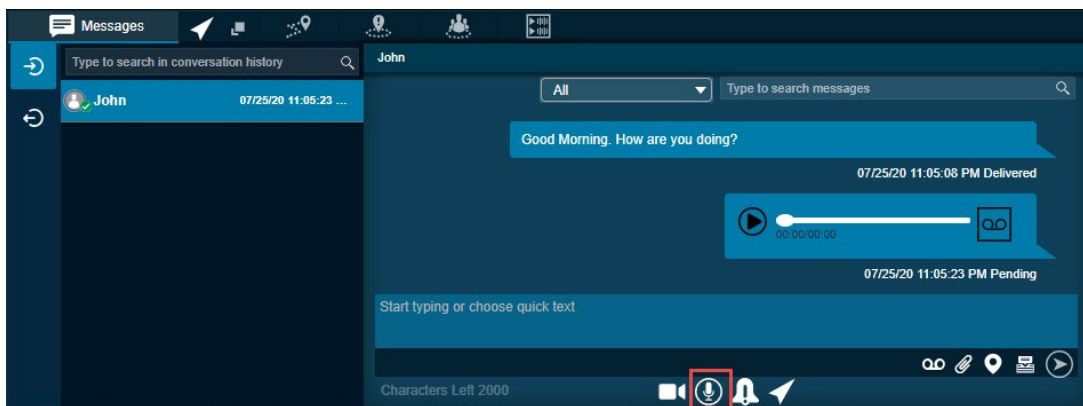 Messages
Type to search in conversation history
John
07/25/20 11:05:23 ...
John
All
Type to search messages
Good Morning. How are you doing?
07/25/20 11:05:08 PM Delivered
00:00/00:00
07/25/20 11:05:23 PM Pending
Start typing or choose quick text
Characters Left 2000